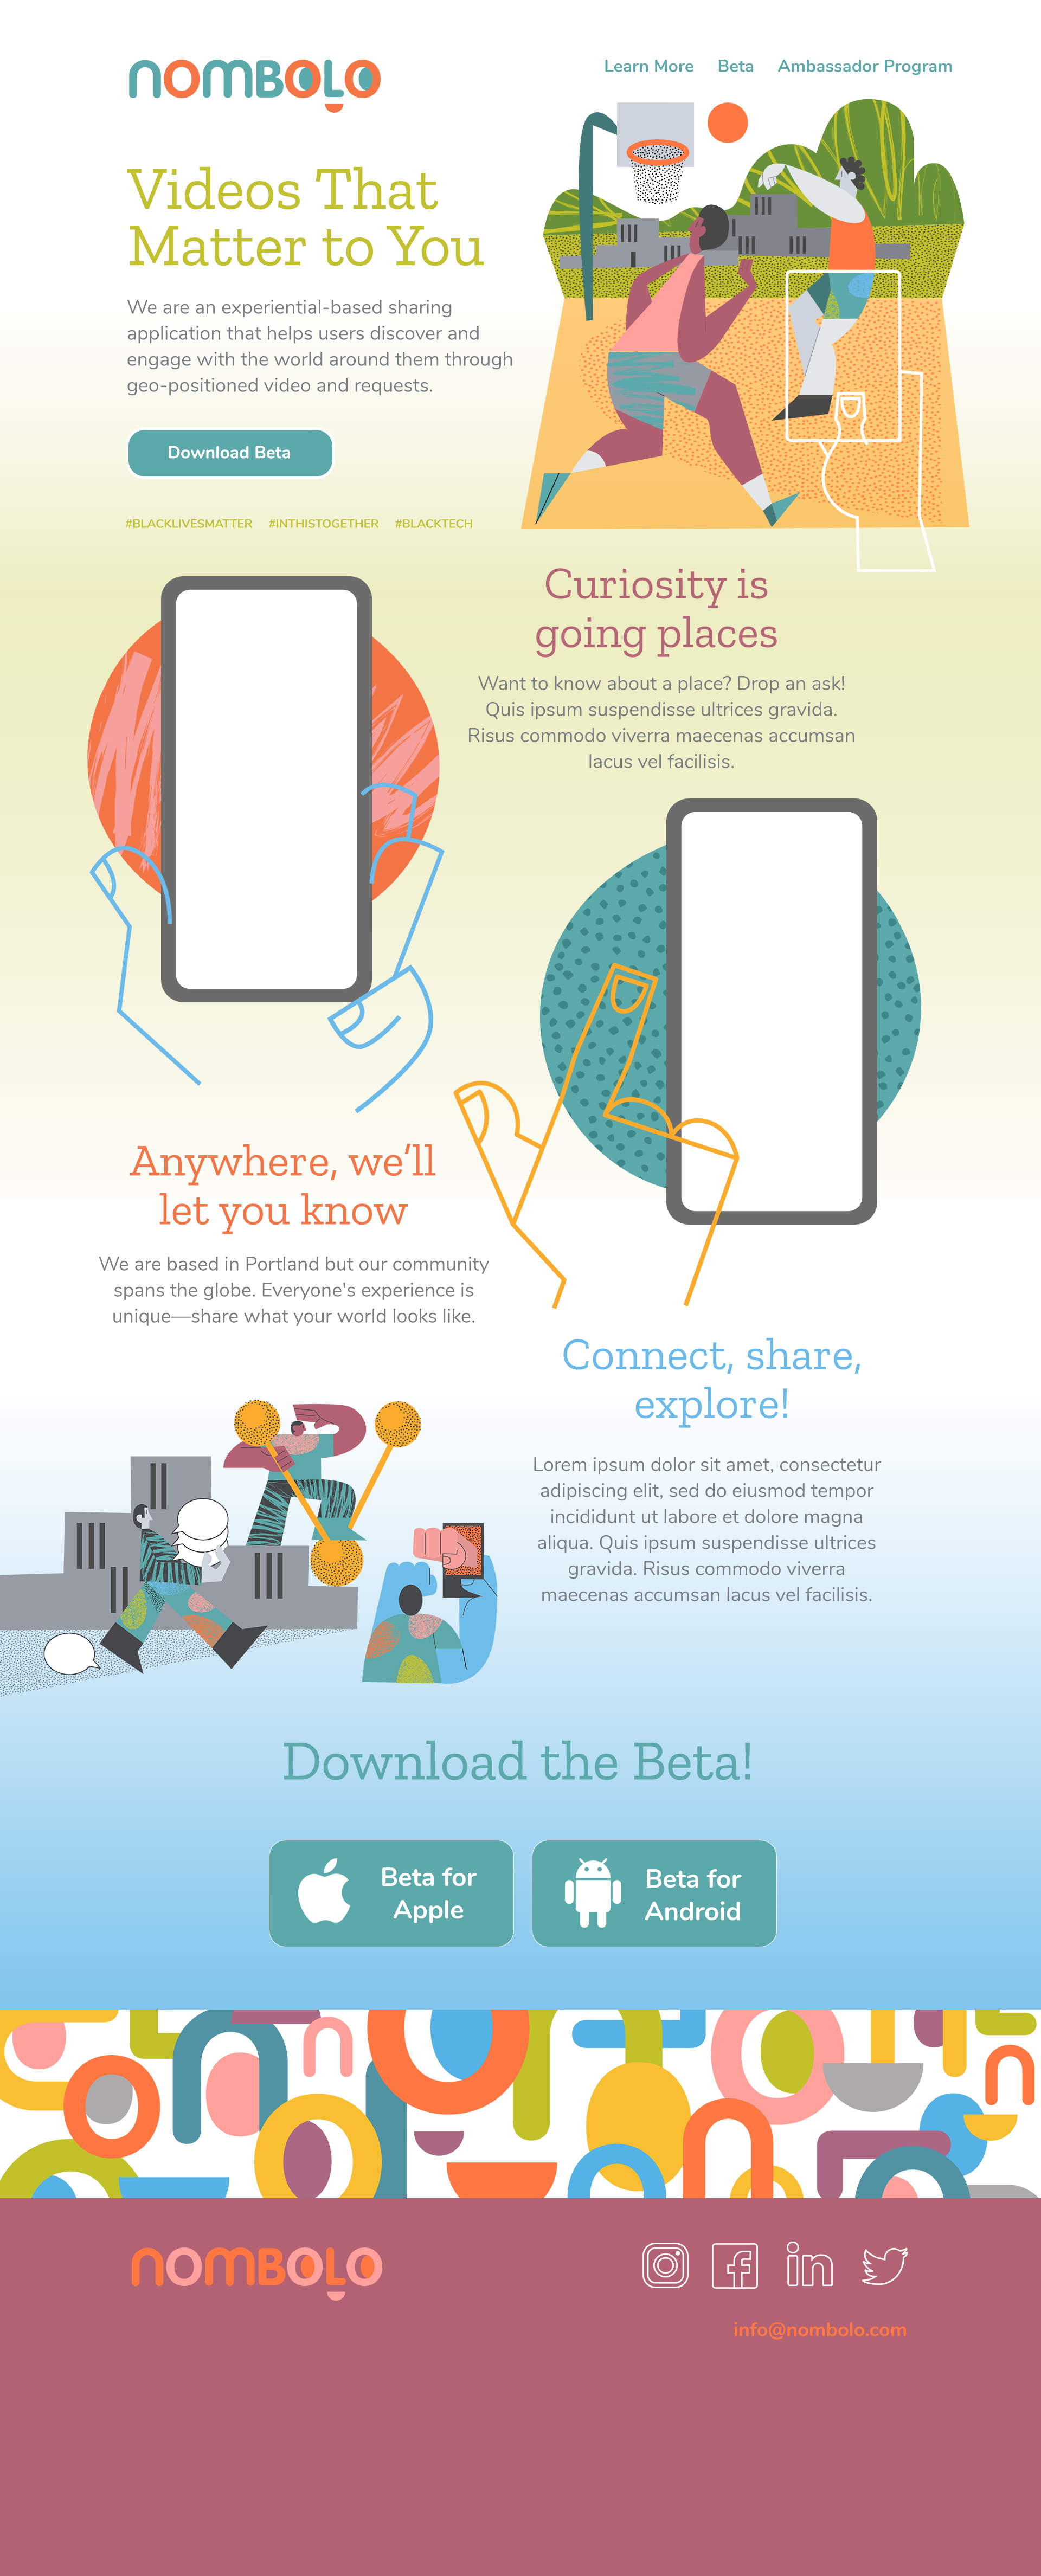 nomBoLo
Learn More Beta Ambassador Program
Videos That
Matter to You
We are an experiential-based sharing
application that helps users discover and
engage with the world around them through
geo-positioned video and requests.
Download Beta
#BLACKLIVESMATTER #INTHISTOGETHER #BLACKTECH
Curiosity is
going places
Want to know about a place? Drop an ask!
Quis ipsum suspendisse ultrices gravida.
Risus commodo viverra maecenas accumsan
lacus vel facilisis.
Anywhere, we’ll
let you know
We are based in Portland but our community
spans the globe. Everyone's experience is
unique—share what your world looks like.
Connect, share,
explore!
Lorem ipsum dolor sit amet, consectetur
adipiscing elit, sed do eiusmod tempor
incididunt ut labore et dolore magna
aliqua. Quis ipsum suspendisse ultrices
gravida. Risus commodo viverra
maecenas accumsan lacus vel facilisis.
Download the Beta!
Beta for
Apple
Beta for
Android
nomBoLo
info@nombolo.com